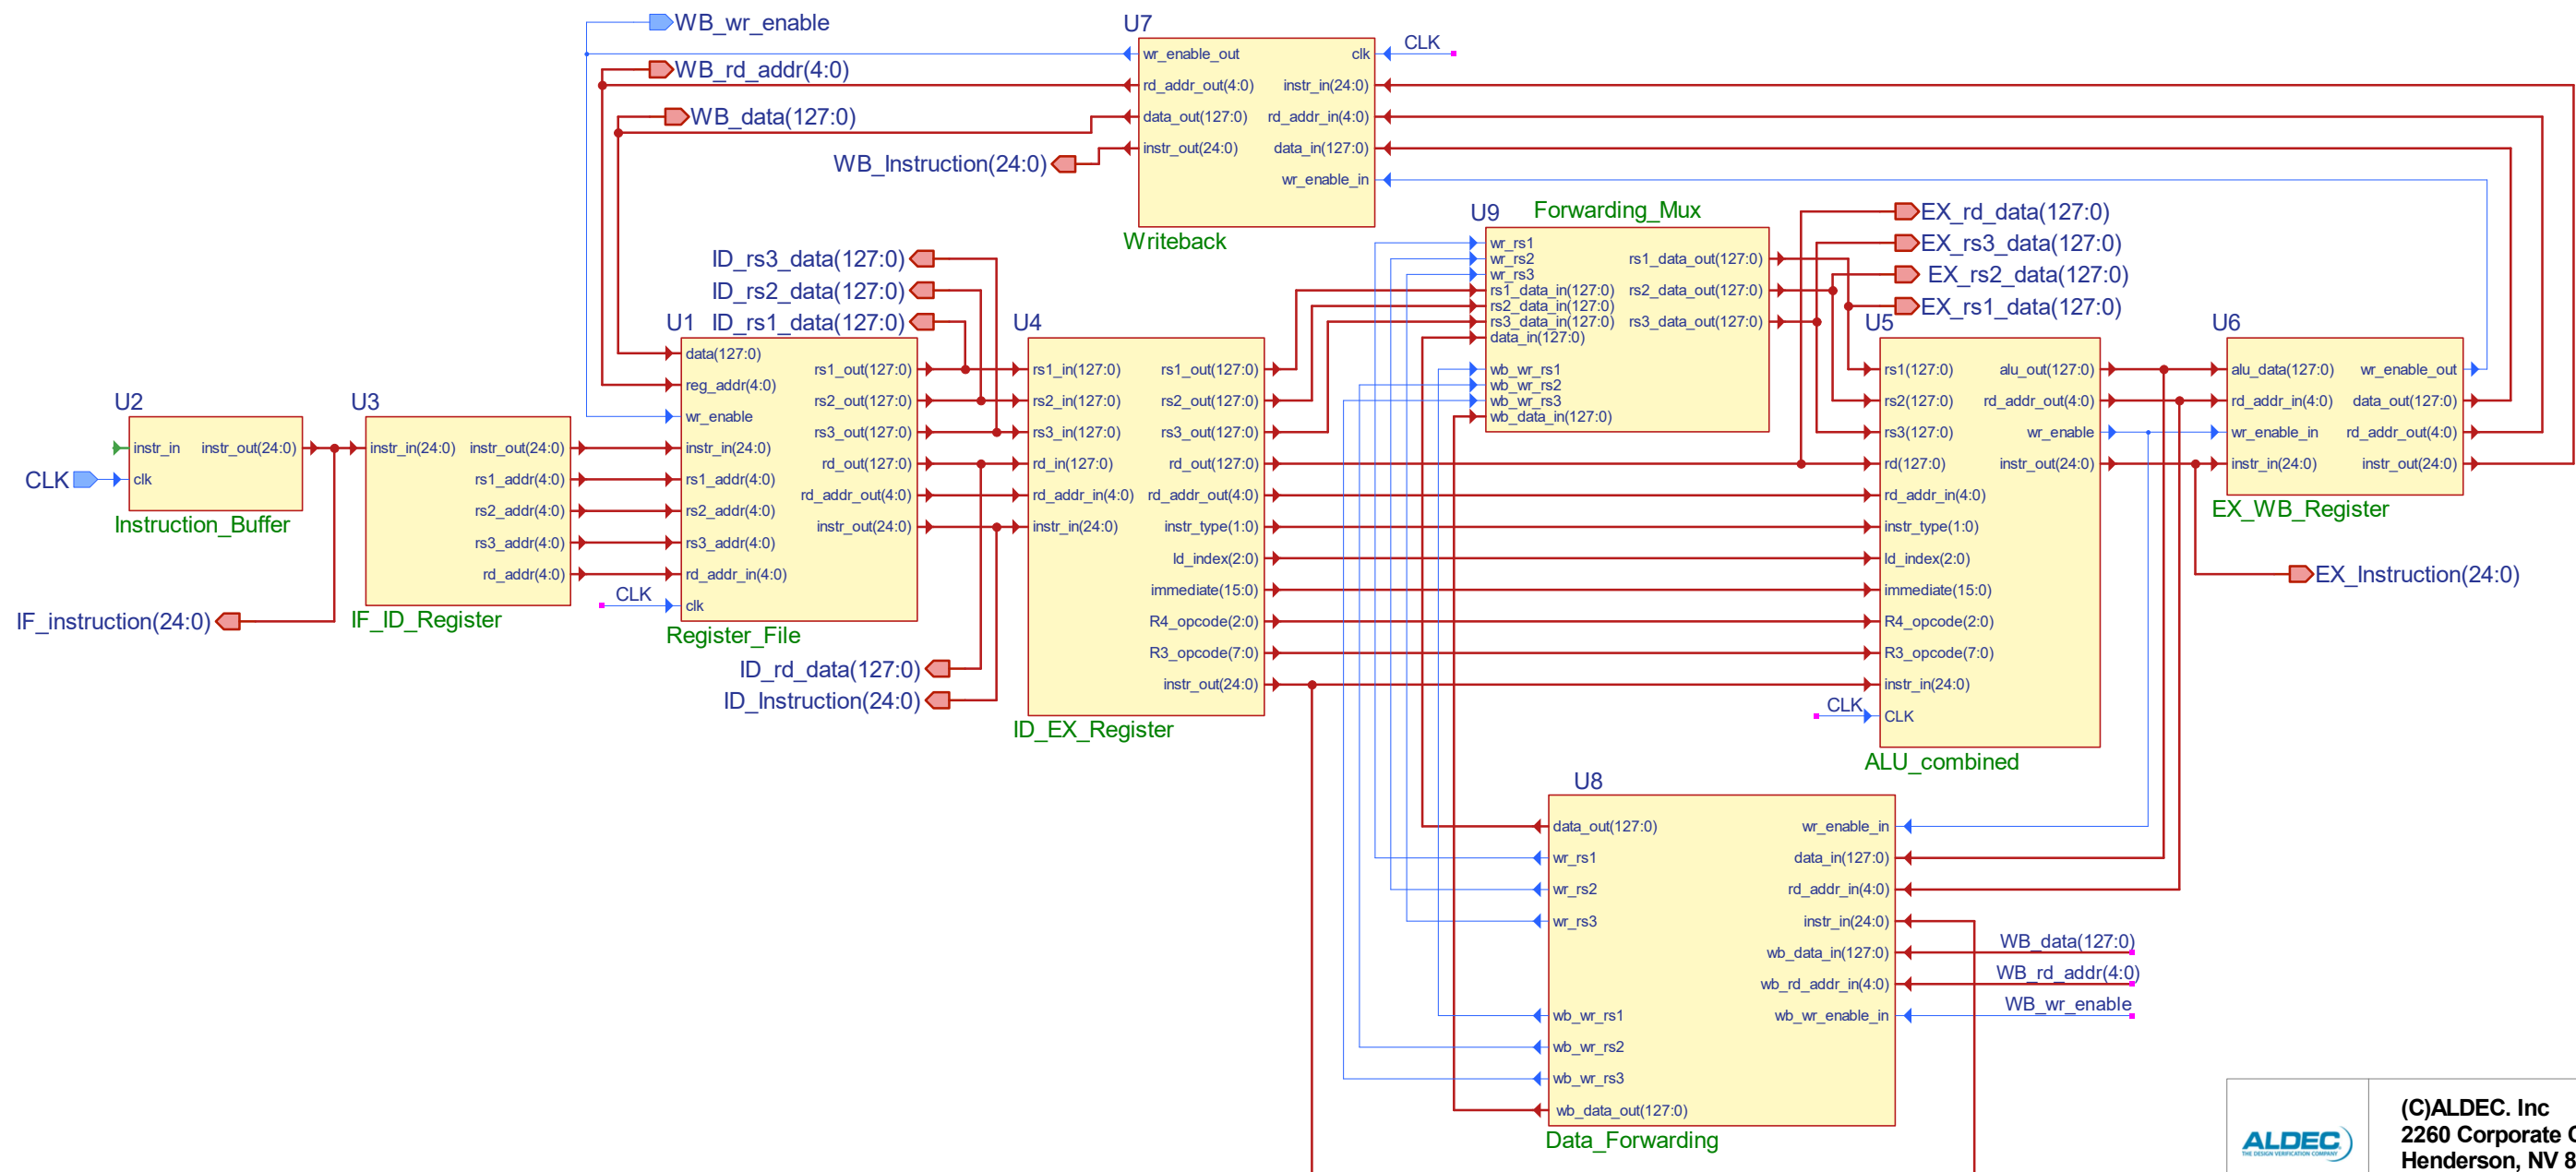 WB_wr_enable
WB_rd_addr(4:0)
WB_data(127:0)
WB_Instruction(24:0)
U7
wr_enable_out
rd_addr_out(4:0)
data_out(127:0)
instr_out(24:0)
clk
instr_in(24:0)
rd_addr_in(4:0)
data_in(127:0)
wr_enable_in
Writeback
CLK
ID_rs3_data(127:0)
ID_rs2_data(127:0)
ID_rs1_data(127:0)
U9
Forwarding_Mux
wr_rs1
wr_rs2
wr_rs3
rs1_data_in(127:0)
rs2_data_in(127:0)
rs3_data_in(127:0)
data_in(127:0)
wb_wr_rs1
wb_wr_rs2
wb_wr_rs3
wb_data_in(127:0)
rs1_data_out(127:0)
rs2_data_out(127:0)
rs3_data_out(127:0)
EX_rd_data(127:0)
EX_rs3_data(127:0)
EX_rs2_data(127:0)
EX_rs1_data(127:0)
U2
instr_in
clk
instr_out(24:0)
Instruction_Buffer
CLK
IF_instruction(24:0)
U3
instr_in(24:0)
instr_out(24:0)
rs1_addr(4:0)
rs2_addr(4:0)
rs3_addr(4:0)
rd_addr(4:0)
IF_ID_Register
U1
data(127:0)
reg_addr(4:0)
wr_enable
instr_in(24:0)
rs1_addr(4:0)
rs2_addr(4:0)
rs3_addr(4:0)
rd_addr_in(4:0)
clk
rs1_out(127:0)
rs2_out(127:0)
rs3_out(127:0)
rd_out(127:0)
rd_addr_out(4:0)
instr_out(24:0)
Register_File
CLK
ID_rd_data(127:0)
ID_Instruction(24:0)
U4
rs1_in(127:0)
rs2_in(127:0)
rs3_in(127:0)
rd_in(127:0)
rd_addr_in(4:0)
instr_in(24:0)
rs1_out(127:0)
rs2_out(127:0)
rs3_out(127:0)
rd_out(127:0)
rd_addr_out(4:0)
instr_type(1:0)
ld_index(2:0)
immediate(15:0)
R4_opcode(2:0)
R3_opcode(7:0)
instr_out(24:0)
ID_EX_Register
U5
rs1(127:0)
rs2(127:0)
rs3(127:0)
rd(127:0)
rd_addr_in(4:0)
instr_type(1:0)
ld_index(2:0)
immediate(15:0)
R4_opcode(2:0)
R3_opcode(7:0)
instr_in(24:0)
CLK
alu_out(127:0)
rd_addr_out(4:0)
wr_enable
instr_out(24:0)
ALU_combined
CLK
U6
alu_data(127:0)
rd_addr_in(4:0)
wr_enable_in
instr_in(24:0)
wr_enable_out
data_out(127:0)
rd_addr_out(4:0)
instr_out(24:0)
EX_WB_Register
EX_Instruction(24:0)
U8
data_out(127:0)
wr_rs1
wr_rs2
wr_rs3
wb_wr_rs1
wb_wr_rs2
wb_wr_rs3
wb_data_out(127:0)
wr_enable_in
data_in(127:0)
rd_addr_in(4:0)
instr_in(24:0)
wb_data_in(127:0)
wb_rd_addr_in(4:0)
wb_wr_enable_in
Data_Forwarding
WB_data(127:0)
WB_rd_addr(4:0)
WB_wr_enable
ALDEC
THE DESIGN VERIFICATION COMPANY
(C)ALDEC. Inc
2260 Corporate
Henderson, NV